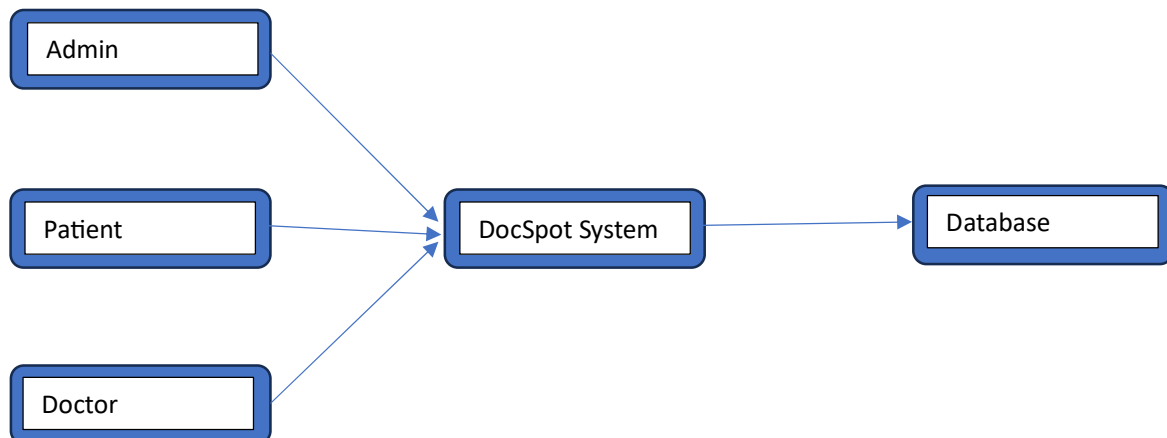 Admin
Patient
DocSpot System
Database
Doctor